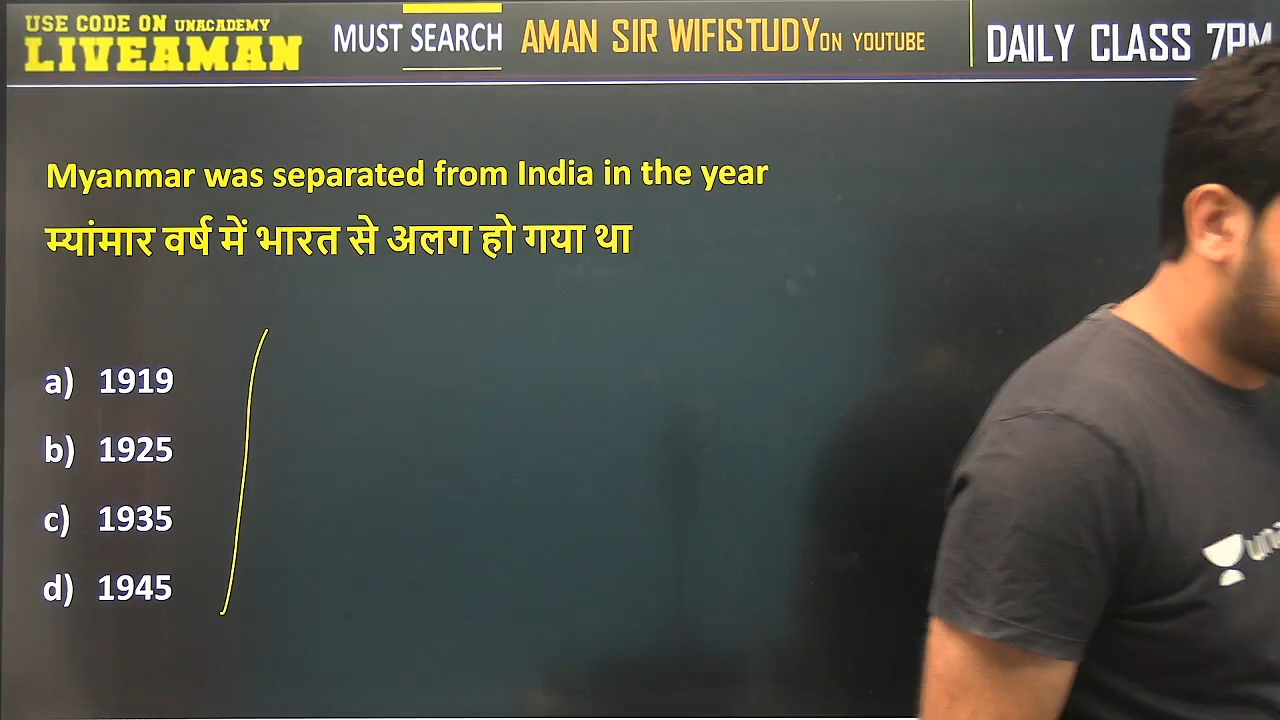 USE CODE ON UNACADEMY
LIVEAMAN
MUST SEARCH AMAN SIR WIFISTUDY ON YOUTUBE
DAILY CLASS 7PM
Myanmar was separated from India in the year
म्यांमार वर्ष में भारत से अलग हो गया था
a) 1919
b) 1925
c) 1935
d) 1945